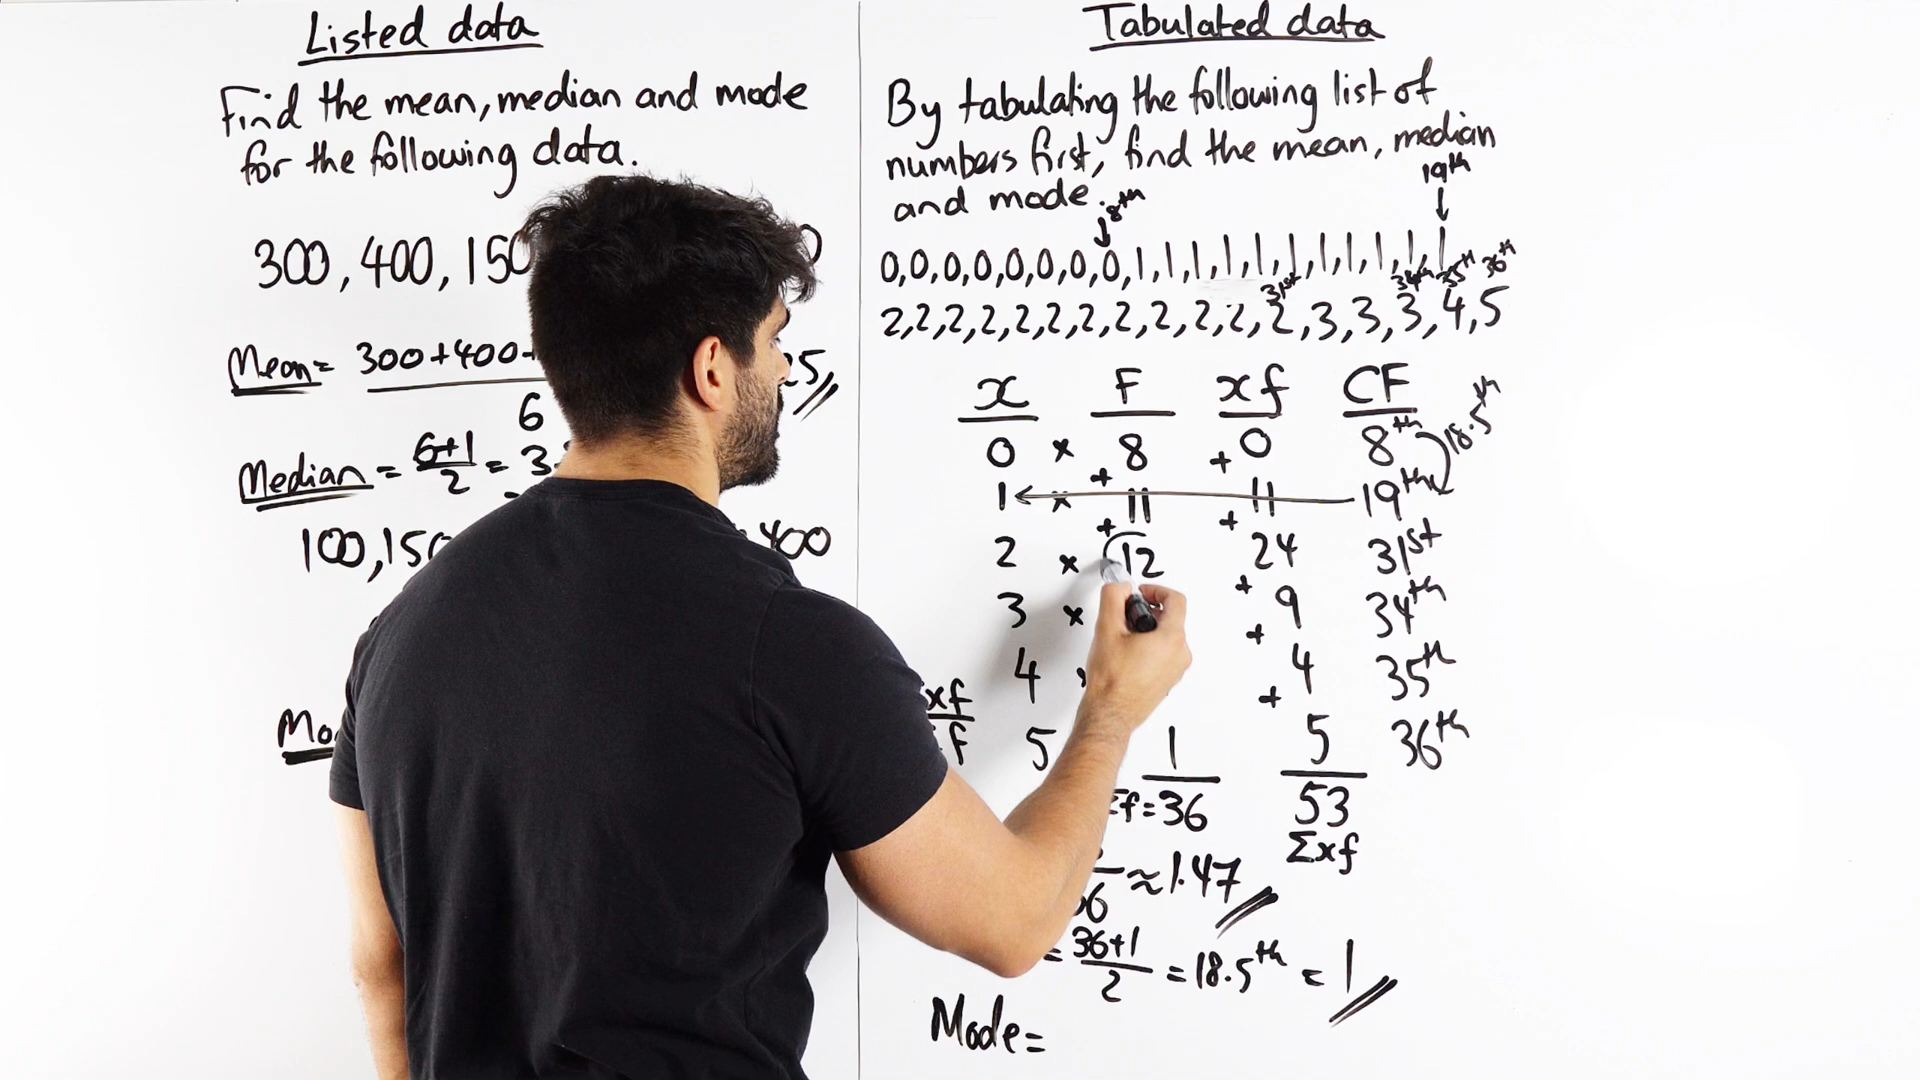 Listed data
Find the mean, median and mode
for the following data.
300, 400, 150
Mean = 300+400+
6
25
Median = 6+1
2
= 3
100, 150
400
Tabulated data
By tabulating the following list of
numbers first, find the mean, median
and mode.
8th
19th
0,0,0,0,0,0,0,0,1,1,1,1,1,1,1,1,1,1,1
31st 34th 35th 36th
2,2,2,2,2,2,2,2,2,2,2,2,3,3,3,4,5
x F xf CF
0 × 8 + 0 8th
18.5th
1 × + 11 + 11 19th
2 × + 12 24 31st
3 × + 9 34th
4 + 4 35th
5 1 5 36th
xf
f
Σf=36 53
Σxf
36 ≈ 1.47
= 36+1
2
= 18.5th = 1
Mode =